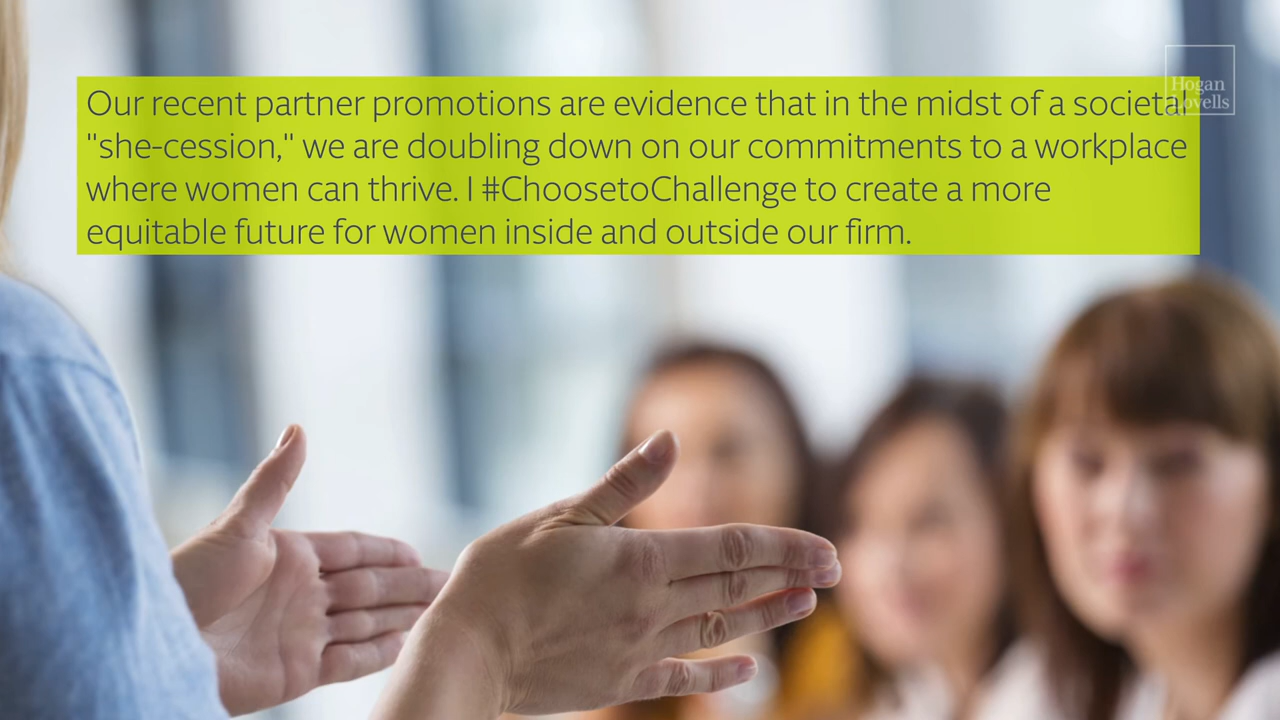 Our recent partner promotions are evidence that in the midst of a societal
"she-cession," we are doubling down on our commitments to a workplace
where women can thrive. I #ChoosetoChallenge to create a more
equitable future for women inside and outside our firm.
Hogan
Lovells